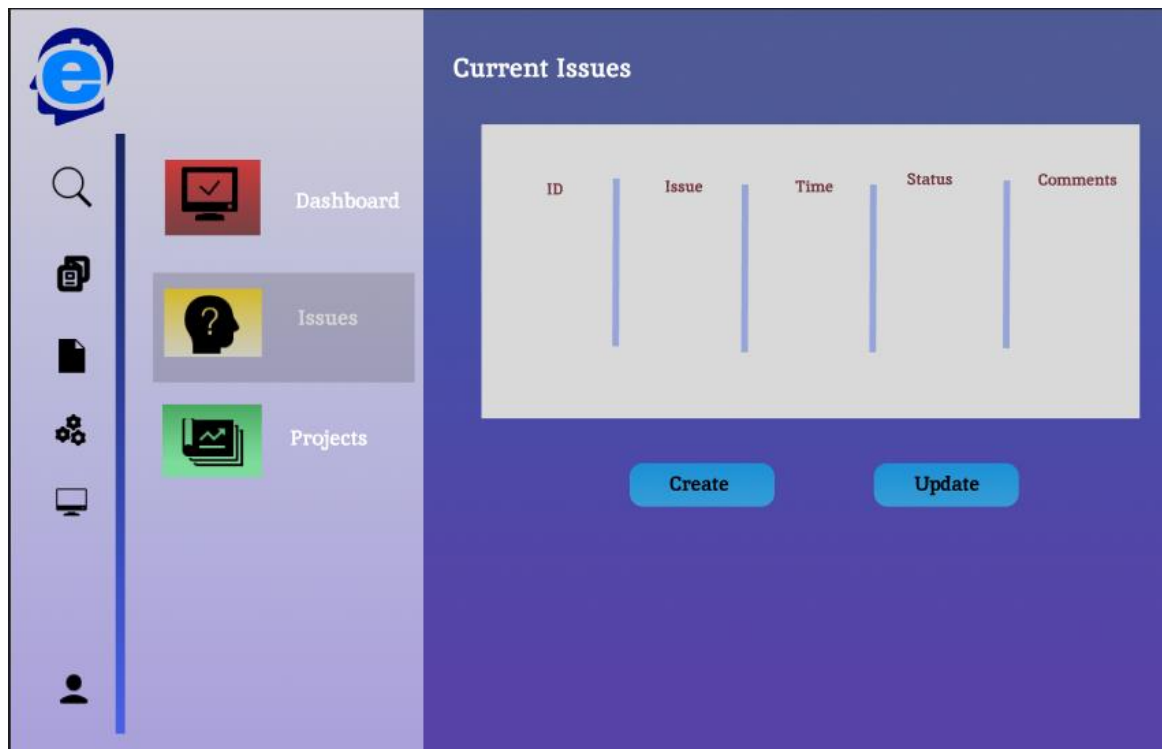 e
Current Issues
ID Issue Time Status Comments
Dashboard
?
Issues
Projects
Create Update